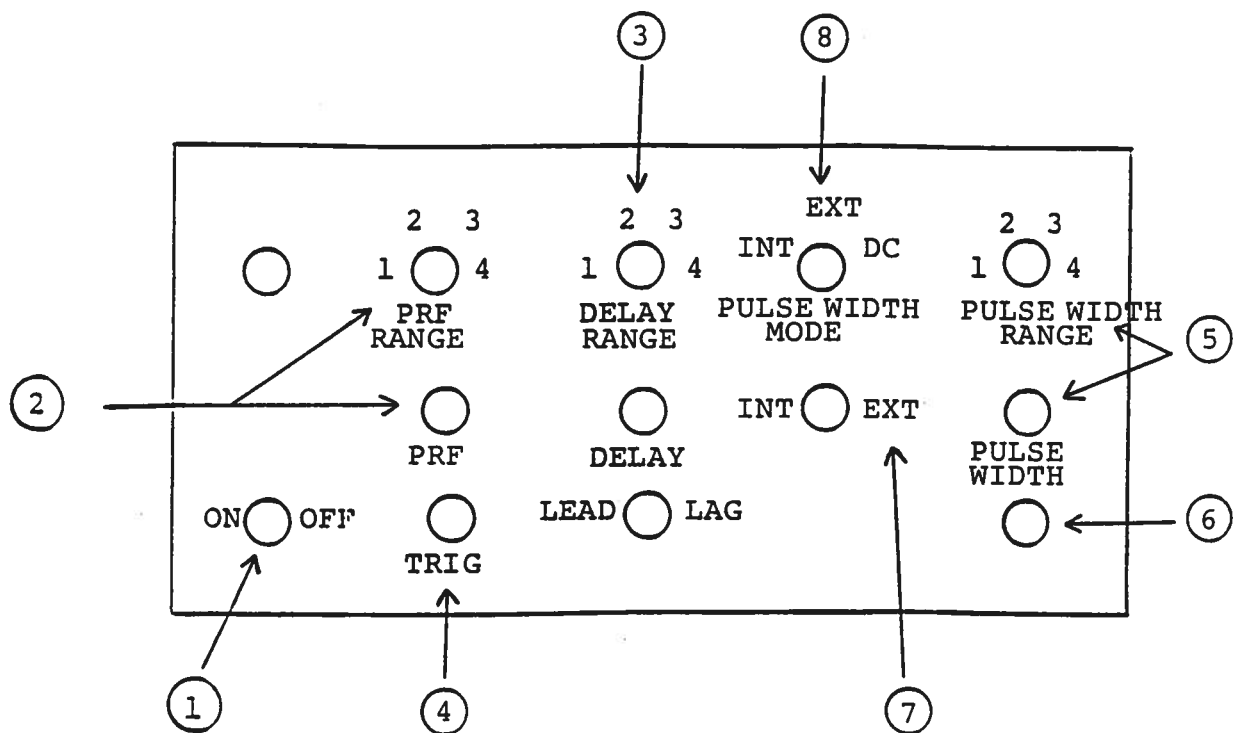 3 8
EXT
2 3 2 3 2 3
1 4 1 4 INT DC 1 4
PRF DELAY PULSE WIDTH PULSE WIDTH
RANGE RANGE MODE RANGE
5
2
INT EXT
PRF DELAY PULSE
WIDTH
ON OFF LEAD LAG 6
TRIG
1 4 7